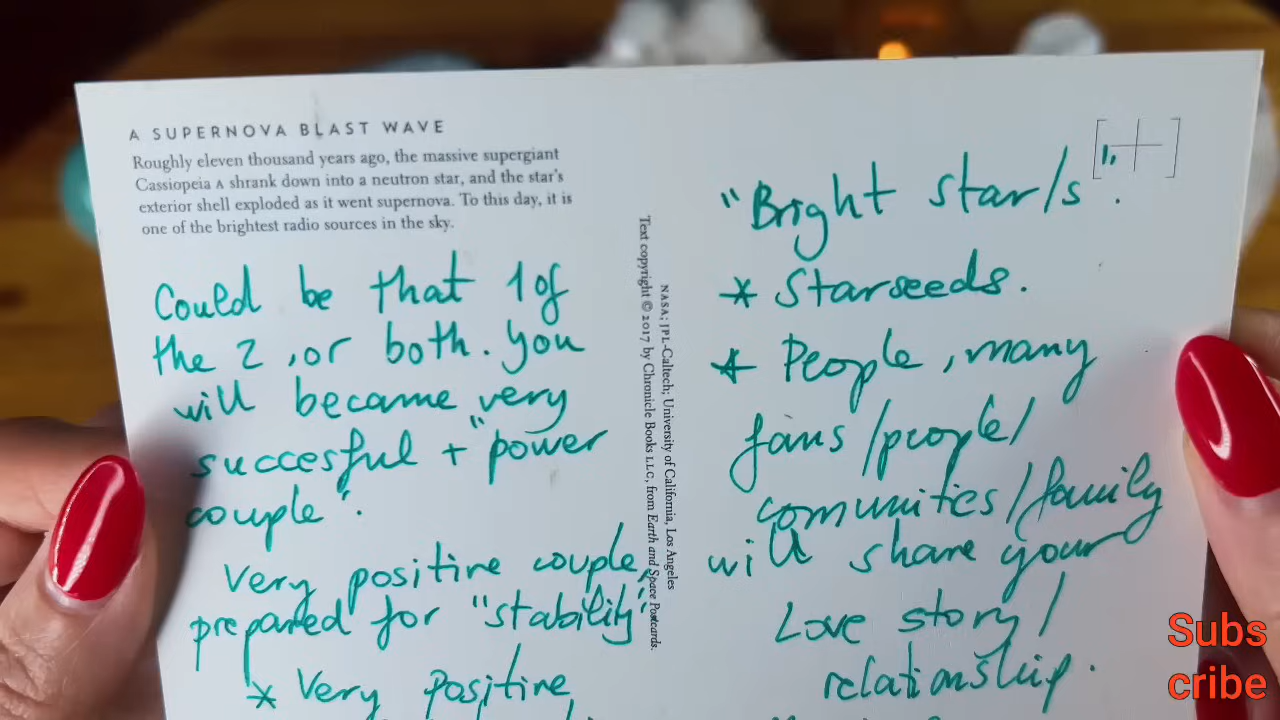 A SUPERNOVA BLAST WAVE
Roughly eleven thousand years ago, the massive supergiant
Cassiopeia A shrank down into a neutron star, and the star's
exterior shell exploded as it went supernova. To this day, it is
one of the brightest radio sources in the sky.
Could be that 1 of
the 2, or both. you
will became very
succesful + "power
couple".
Very positive couple,
prepared for "stability"
* Very positive
NASA; JPL-Caltech; University of California, Los Angeles
Text copyright © 2017 by Chronicle Books LLC, from Earth and Space Postcards.
1.
"Bright star/s".
* Starseeds.
* People, many
fans/people/
comunities/family
will share your
Love story/
relationship.
Subs
cribe